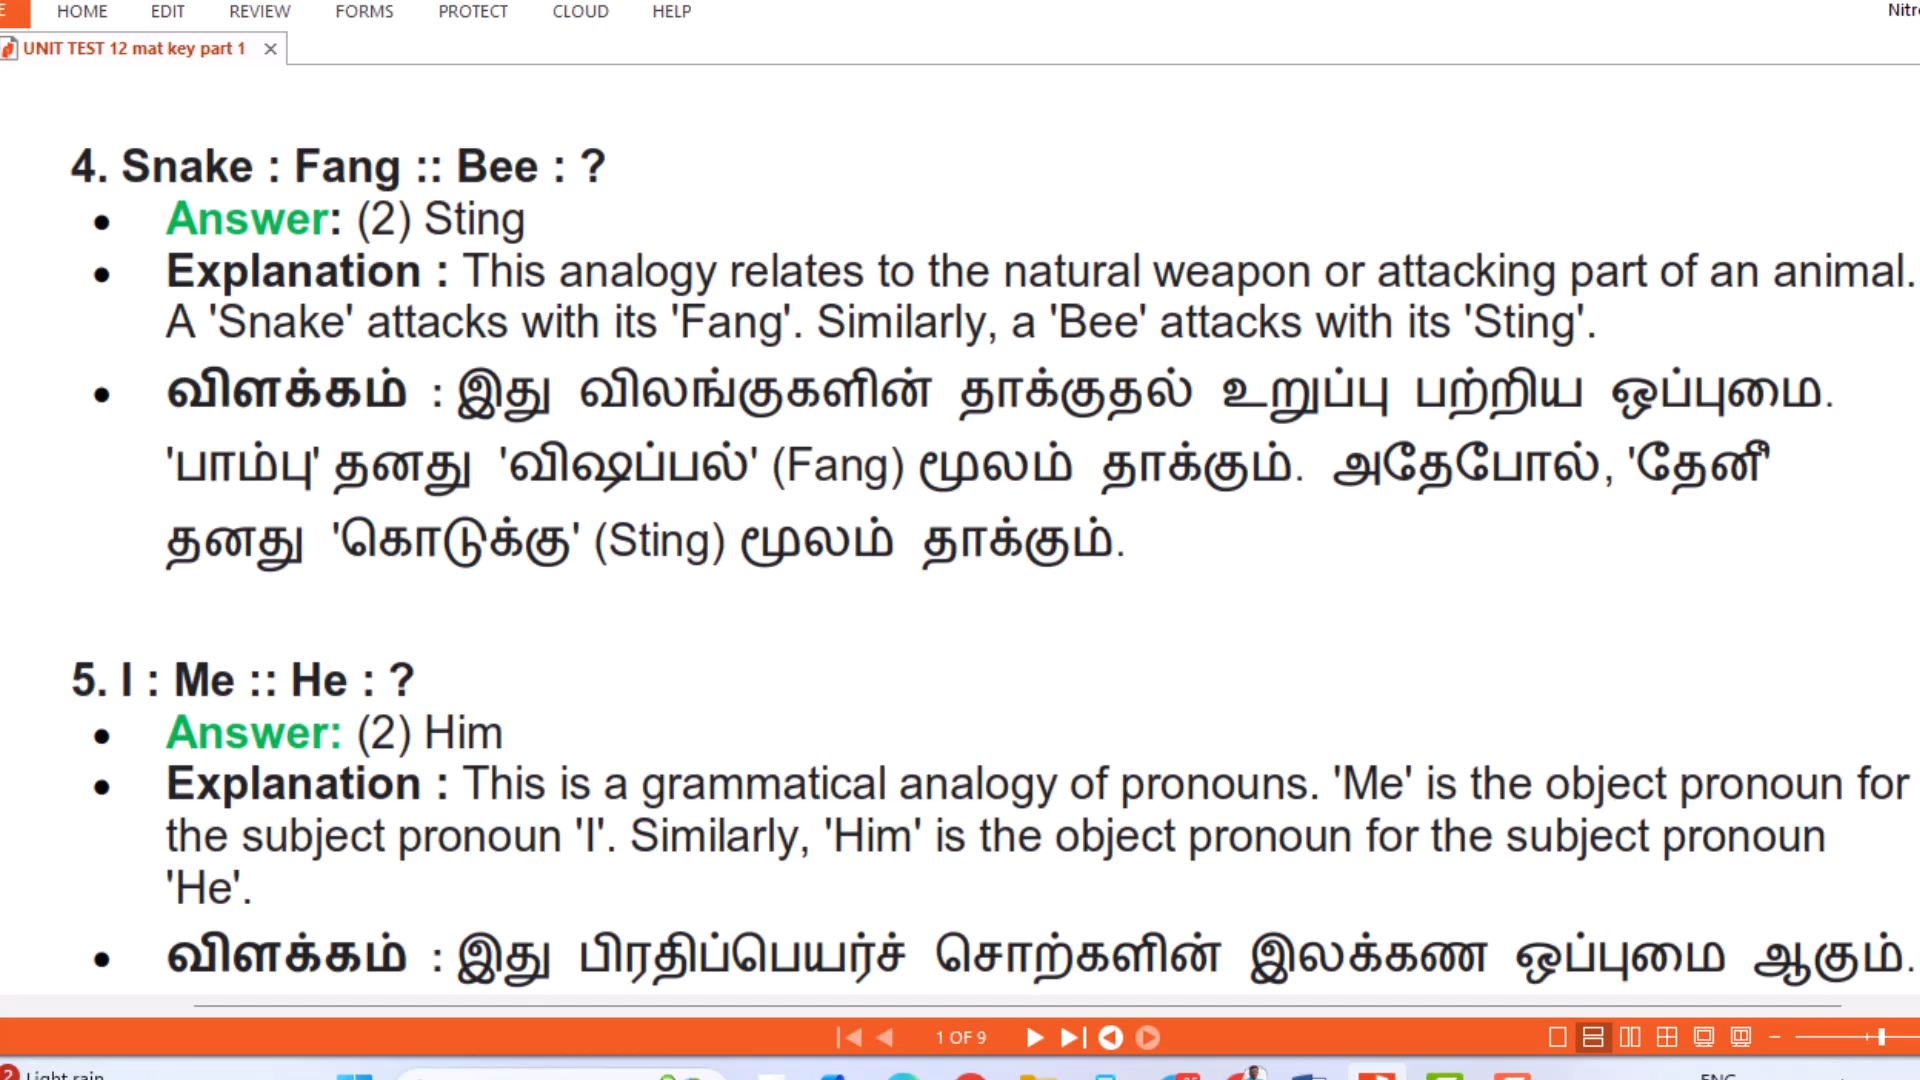 HOME EDIT REVIEW FORMS PROTECT CLOUD HELP
UNIT TEST 12 mat key part 1
4. Snake : Fang :: Bee : ?
• Answer: (2) Sting
• Explanation : This analogy relates to the natural weapon or attacking part of an animal.
A 'Snake' attacks with its 'Fang'. Similarly, a 'Bee' attacks with its 'Sting'.
• விளக்கம் : இது விலங்குகளின் தாக்குதல் உறுப்பு பற்றிய ஒப்புமை.
'பாம்பு' தனது 'விஷப்பல்' (Fang) மூலம் தாக்கும். அதேபோல், 'தேனீ'
தனது 'கொடுக்கு' (Sting) மூலம் தாக்கும்.
5. I : Me :: He : ?
• Answer: (2) Him
• Explanation : This is a grammatical analogy of pronouns. 'Me' is the object pronoun for
the subject pronoun 'I'. Similarly, 'Him' is the object pronoun for the subject pronoun
'He'.
• விளக்கம் : இது பிரதிப்பெயர்ச் சொற்களின் இலக்கண ஒப்புமை ஆகும்.
1 OF 9
Light rain
ENG